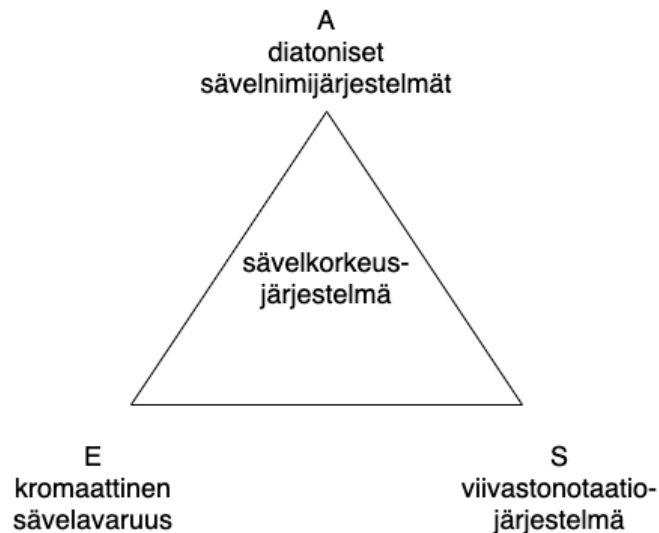 A
diatoniset
sävelnimijärjestelmät
sävelkorkeus-
järjestelmä
E
kromaattinen
sävelavaruus
S
viivastonotaatio-
järjestelmä